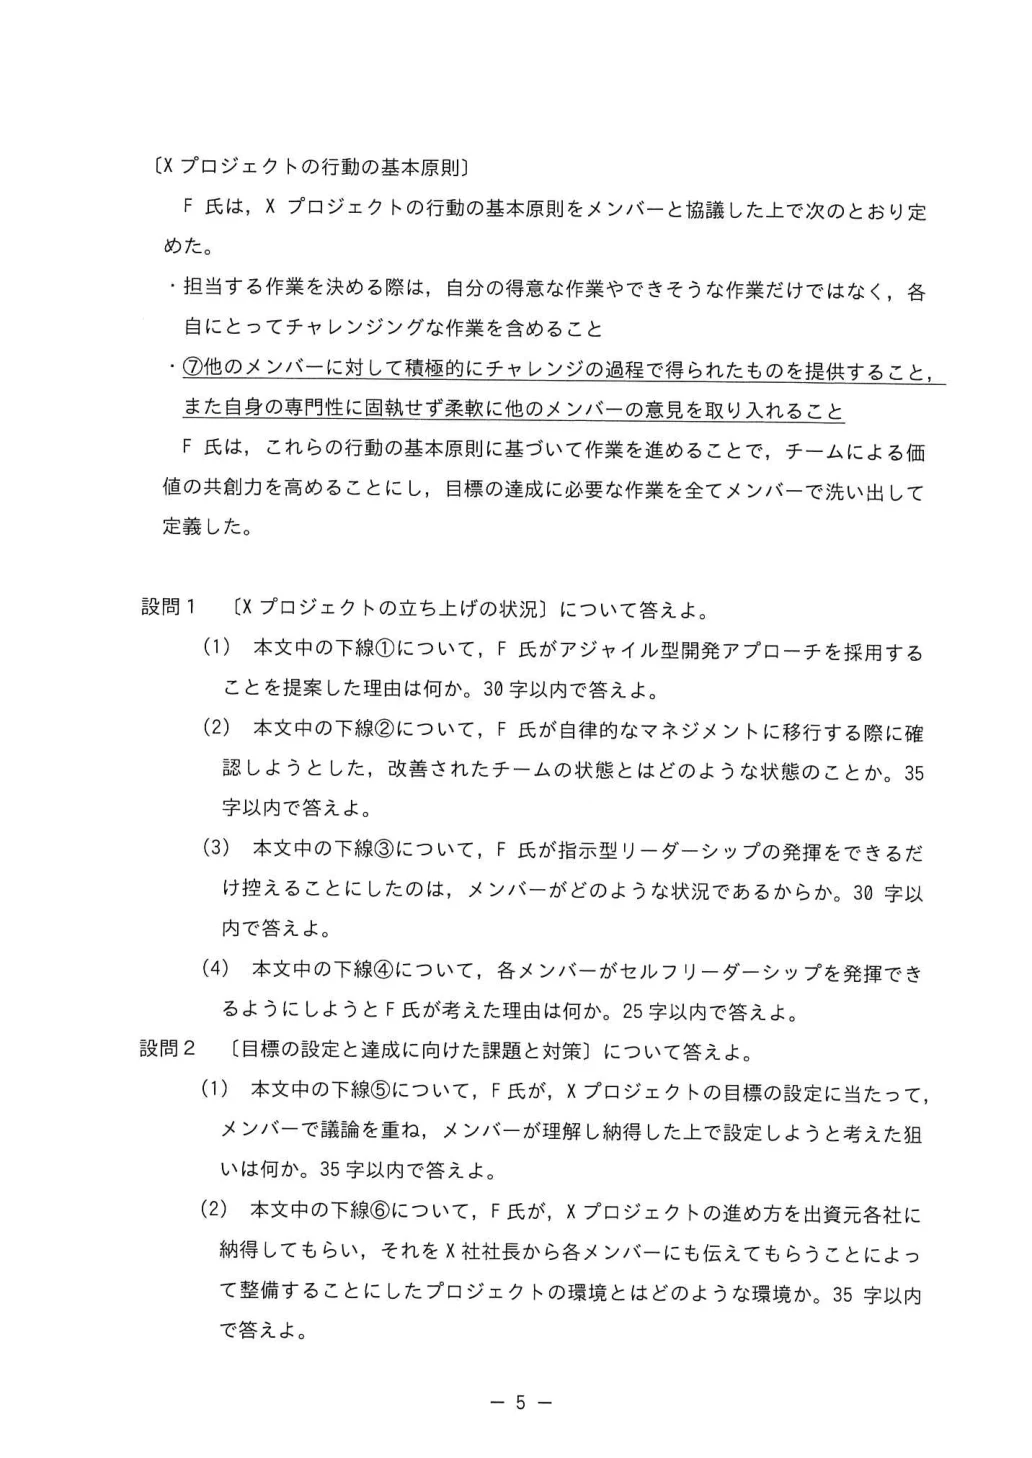 〔X プロジェクトの行動の基本原則〕
F 氏は，X プロジェクトの行動の基本原則をメンバーと協議した上で次のとおり定
めた。
・担当する作業を決める際は，自分の得意な作業やできそうな作業だけではなく，各
自にとってチャレンジングな作業を含めること
・⑦他のメンバーに対して積極的にチャレンジの過程で得られたものを提供すること，
また自身の専門性に固執せず柔軟に他のメンバーの意見を取り入れること
F 氏は，これらの行動の基本原則に基づいて作業を進めることで，チームによる価
値の共創力を高めることにし，目標の達成に必要な作業を全てメンバーで洗い出して
定義した。
設問１ 〔X プロジェクトの立ち上げの状況〕について答えよ。
(1) 本文中の下線①について，F 氏がアジャイル型開発アプローチを採用する
ことを提案した理由は何か。30 字以内で答えよ。
(2) 本文中の下線②について，F 氏が自律的なマネジメントに移行する際に確
認しようとした，改善されたチームの状態とはどのような状態のことか。35
字以内で答えよ。
(3) 本文中の下線③について，F 氏が指示型リーダーシップの発揮をできるだ
け控えることにしたのは，メンバーがどのような状況であるからか。30 字以
内で答えよ。
(4) 本文中の下線④について，各メンバーがセルフリーダーシップを発揮でき
るようにしようと F 氏が考えた理由は何か。25 字以内で答えよ。
設問２ 〔目標の設定と達成に向けた課題と対策〕について答えよ。
(1) 本文中の下線⑤について，F 氏が，X プロジェクトの目標の設定に当たって，
メンバーで議論を重ね，メンバーが理解し納得した上で設定しようと考えた狙
いは何か。35 字以内で答えよ。
(2) 本文中の下線⑥について，F 氏が，X プロジェクトの進め方を出資元各社に
納得してもらい，それを X 社社長から各メンバーにも伝えてもらうことによっ
て整備することにしたプロジェクトの環境とはどのような環境か。35 字以内
で答えよ。
－ 5 －